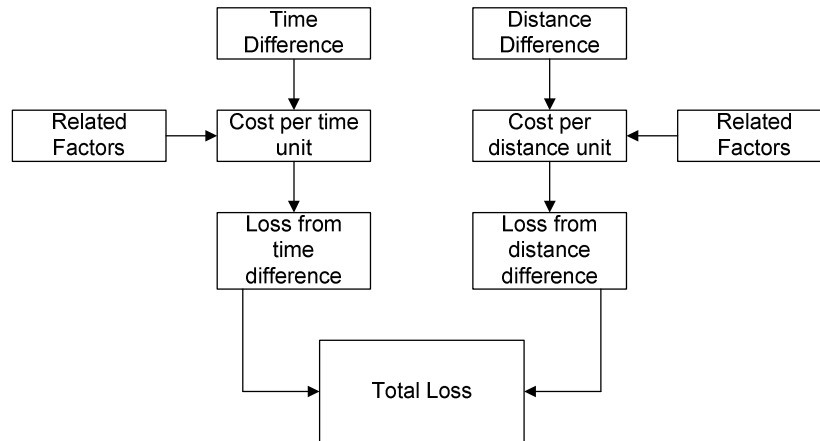 Time
Difference
Distance
Difference
Related
Factors
Cost per time
unit
Cost per
distance unit
Related
Factors
Loss from
time
difference
Loss from
distance
difference
Total Loss